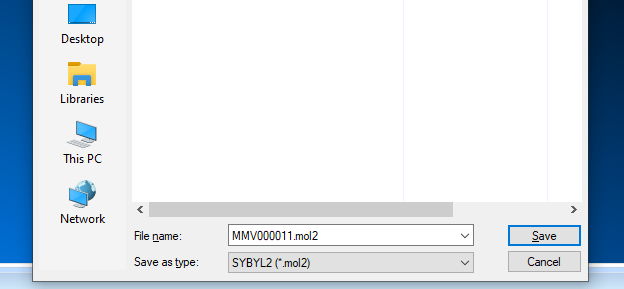 Desktop
Libraries
This PC
Network
File name:
MMV000011.mol2
Save
Save as type:
SYBYL2 (*.mol2)
Cancel